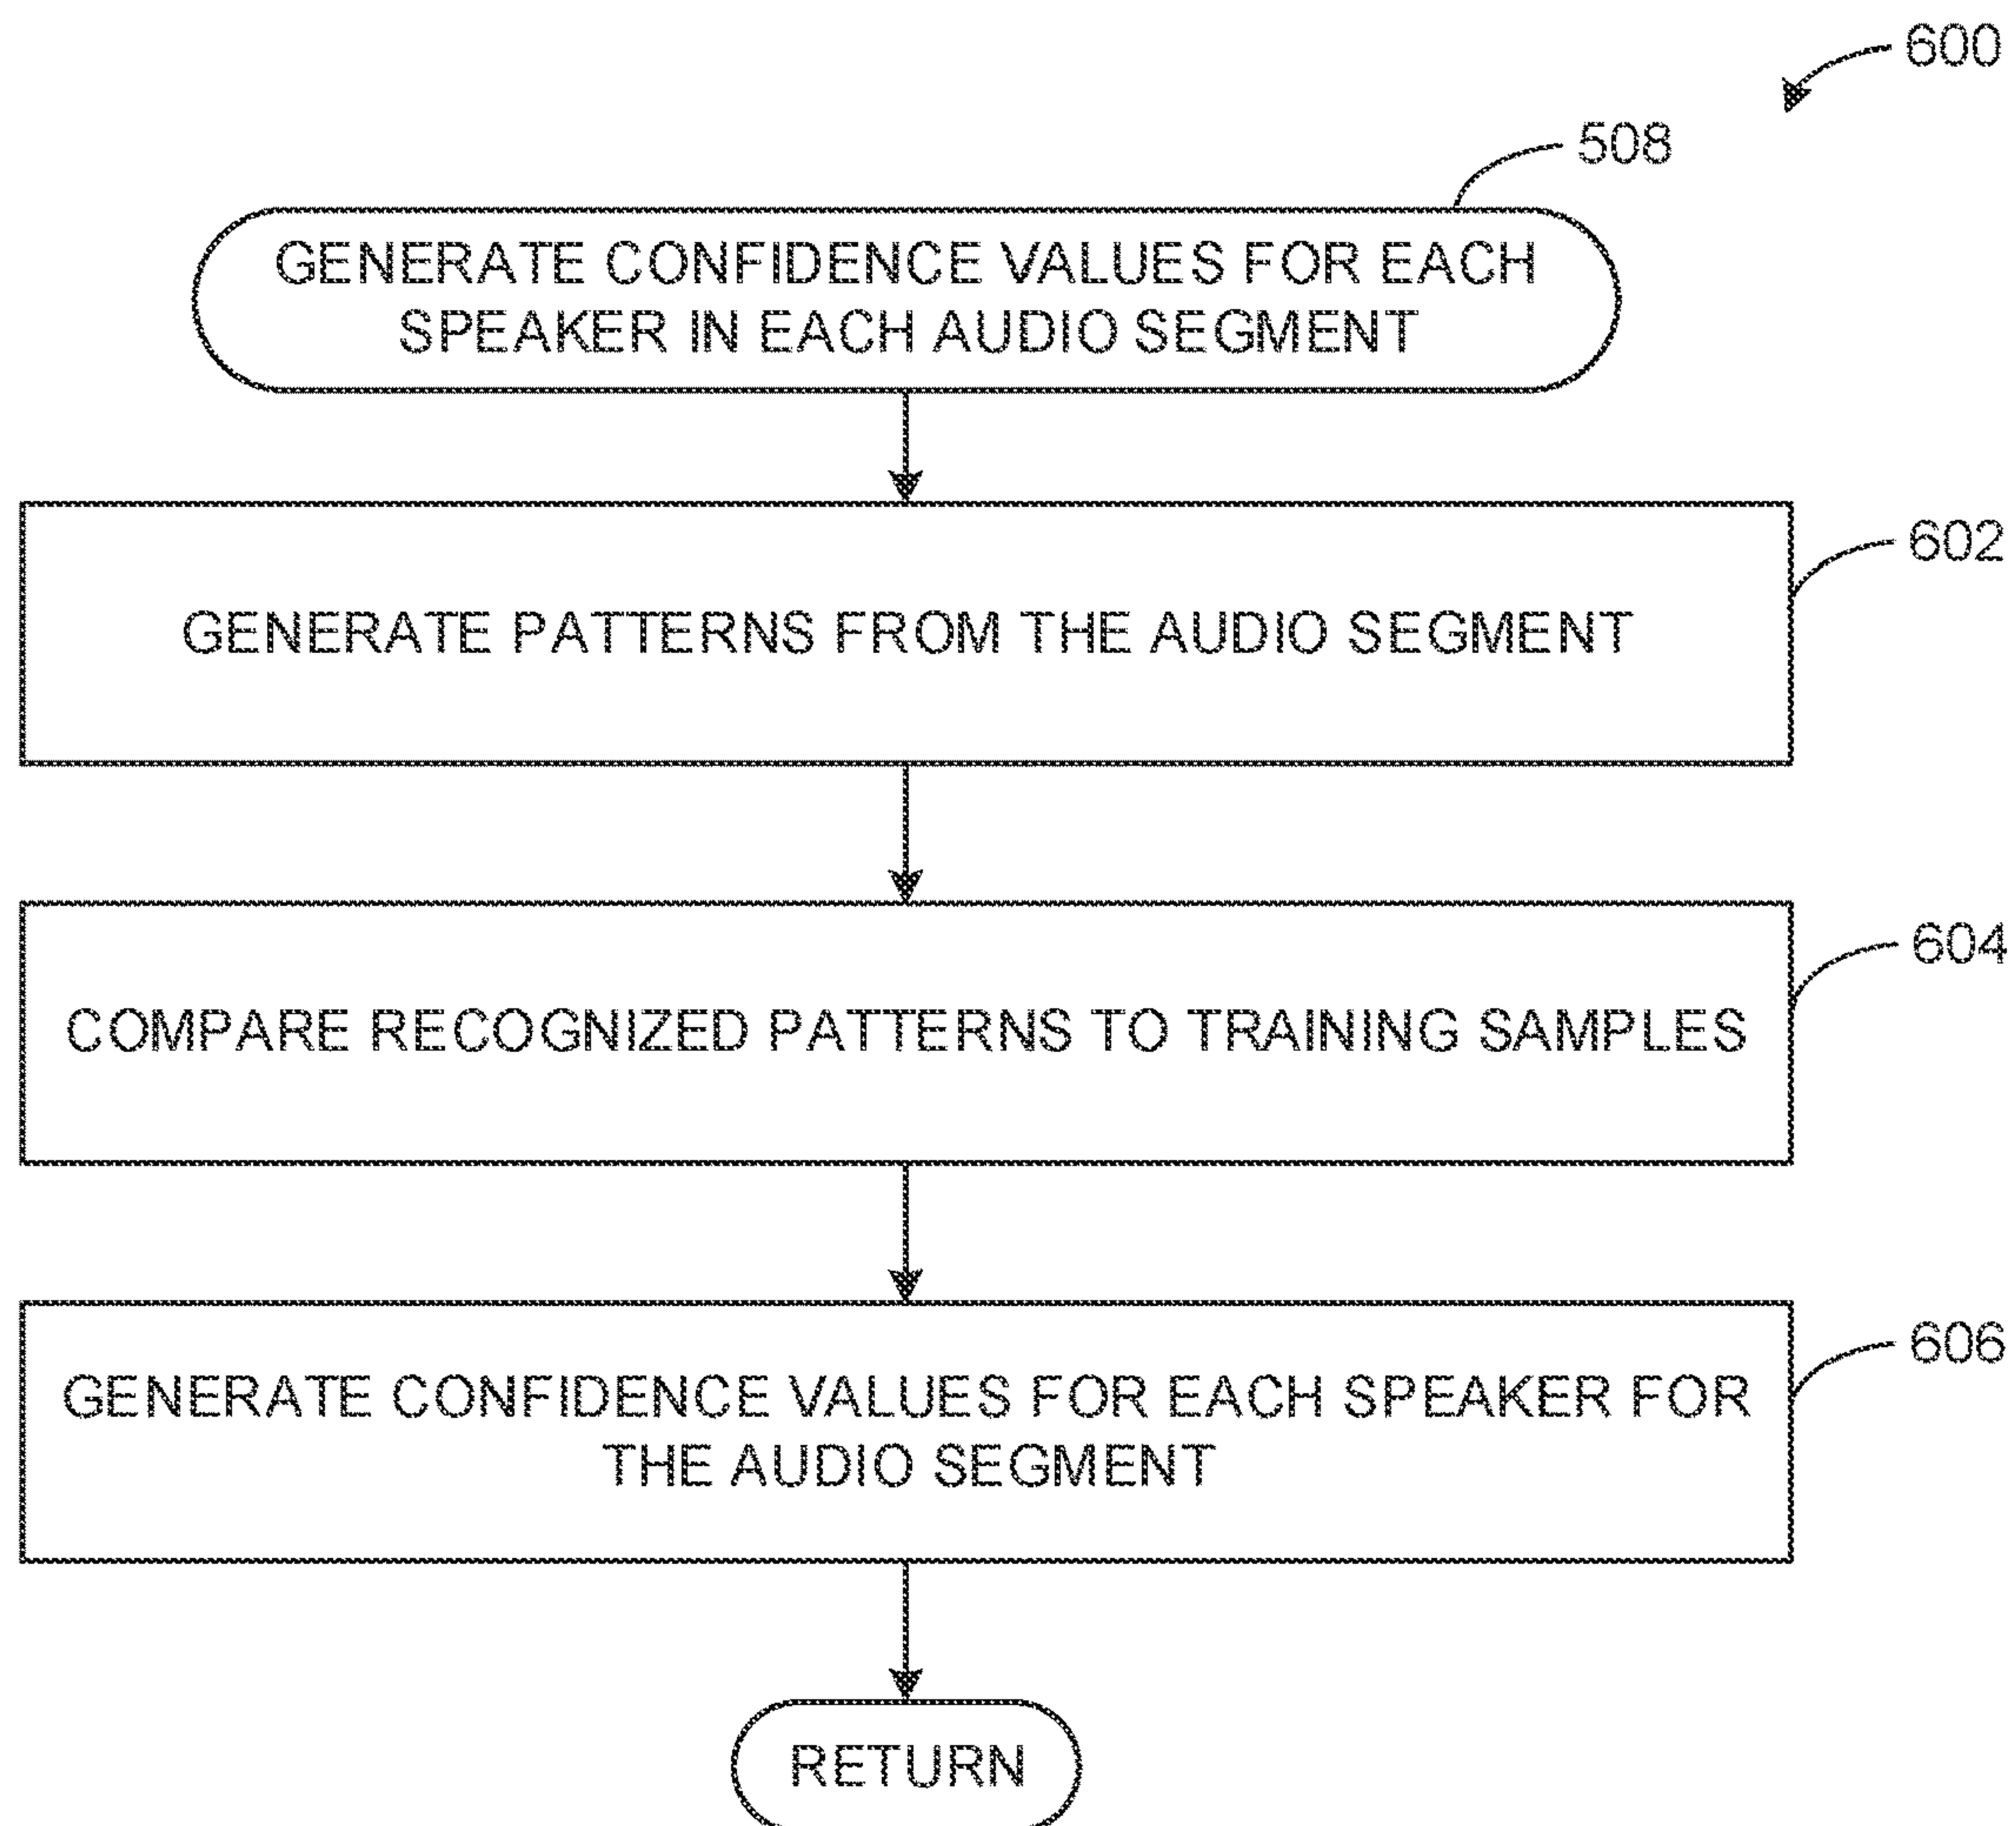 600
508
GENERATE CONFIDENCE VALUES FOR EACH
SPEAKER IN EACH AUDIO SEGMENT
602
GENERATE PATTERNS FROM THE AUDIO SEGMENT
604
COMPARE RECOGNIZED PATTERNS TO TRAINING SAMPLES
606
GENERATE CONFIDENCE VALUES FOR EACH SPEAKER FOR
THE AUDIO SEGMENT
RETURN